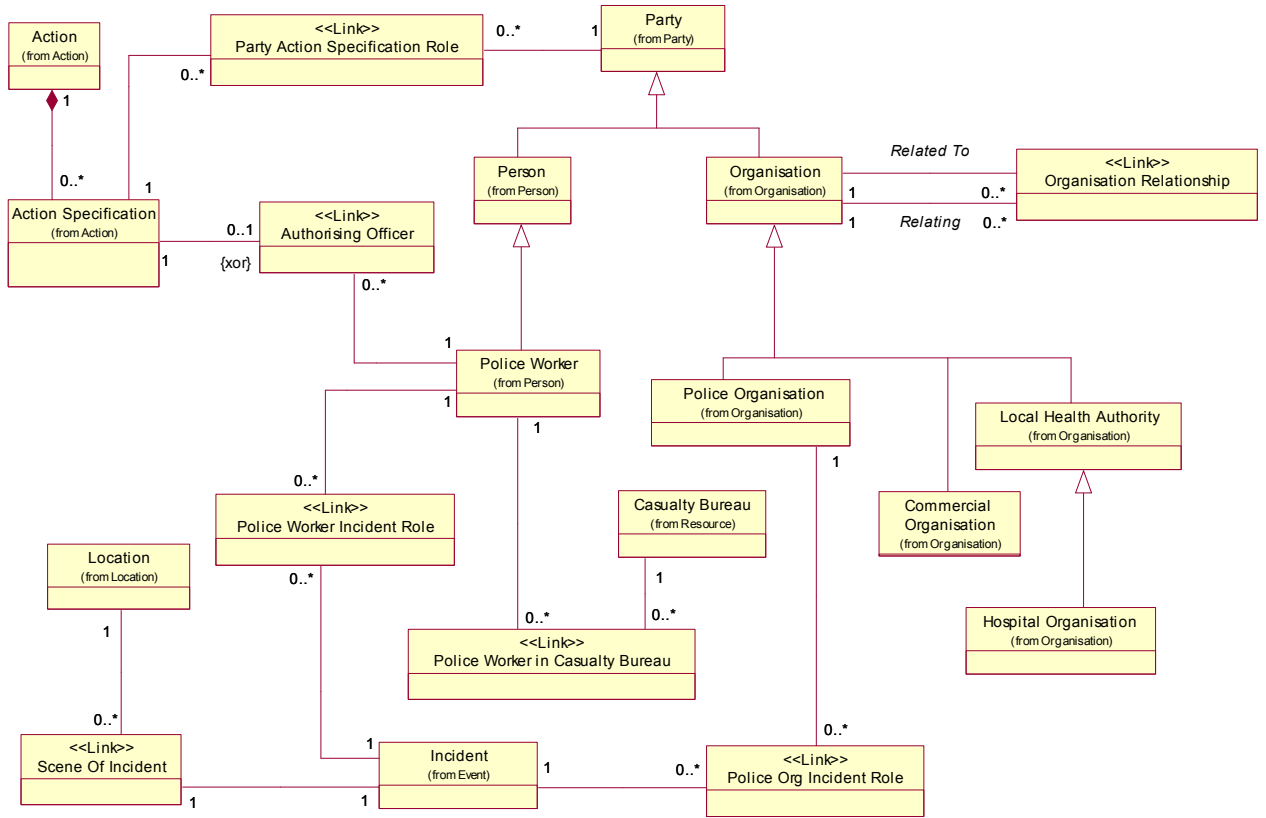 Action
(from Action)
1
0..*
<<Link>>
Party Action Specification Role
0..*
1
0..*
1
Party
(from Party)
Person
(from Person)
Organisation
(from Organisation)
Related To
1
0..*
1
Relating
0..*
<<Link>>
Organisation Relationship
Action Specification
(from Action)
1
0..1
{xor}
<<Link>>
Authorising Officer
0..*
1
Police Worker
(from Person)
1
1
Police Organisation
(from Organisation)
1
Local Health Authority
(from Organisation)
Commercial
Organisation
(from Organisation)
Hospital Organisation
(from Organisation)
0..*
<<Link>>
Police Worker Incident Role
0..*
Casualty Bureau
(from Resource)
1
0..*
0..*
<<Link>>
Police Worker in Casualty Bureau
Location
(from Location)
1
0..*
<<Link>>
Scene Of Incident
1
1
1
Incident
(from Event)
1
0..*
0..*
<<Link>>
Police Org Incident Role